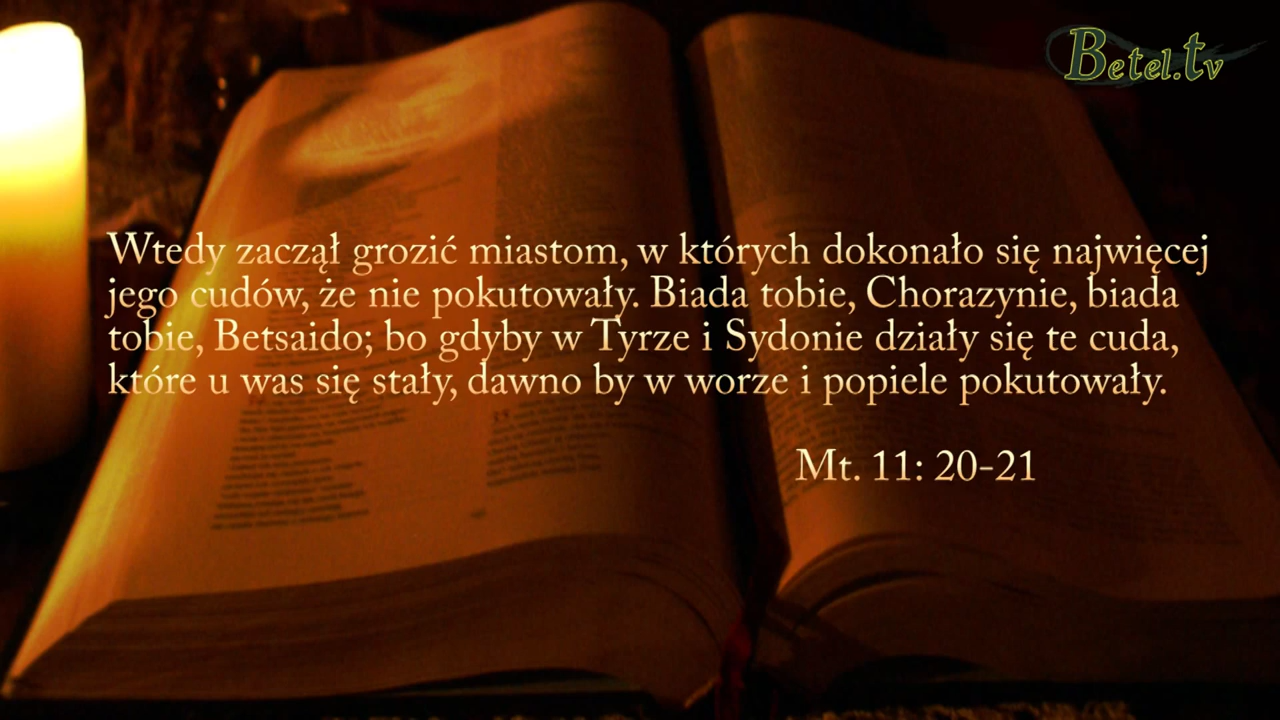 Betel.tv
Wtedy zaczął grozić miastom, w których dokonało się najwięcej
jego cudów, że nie pokutowały. Biada tobie, Chorazynie, biada
tobie, Betsaido; bo gdyby w Tyrze i Sydonie działy się te cuda,
które u was się stały, dawno by w worze i popiele pokutowały.
Mt. 11: 20-21